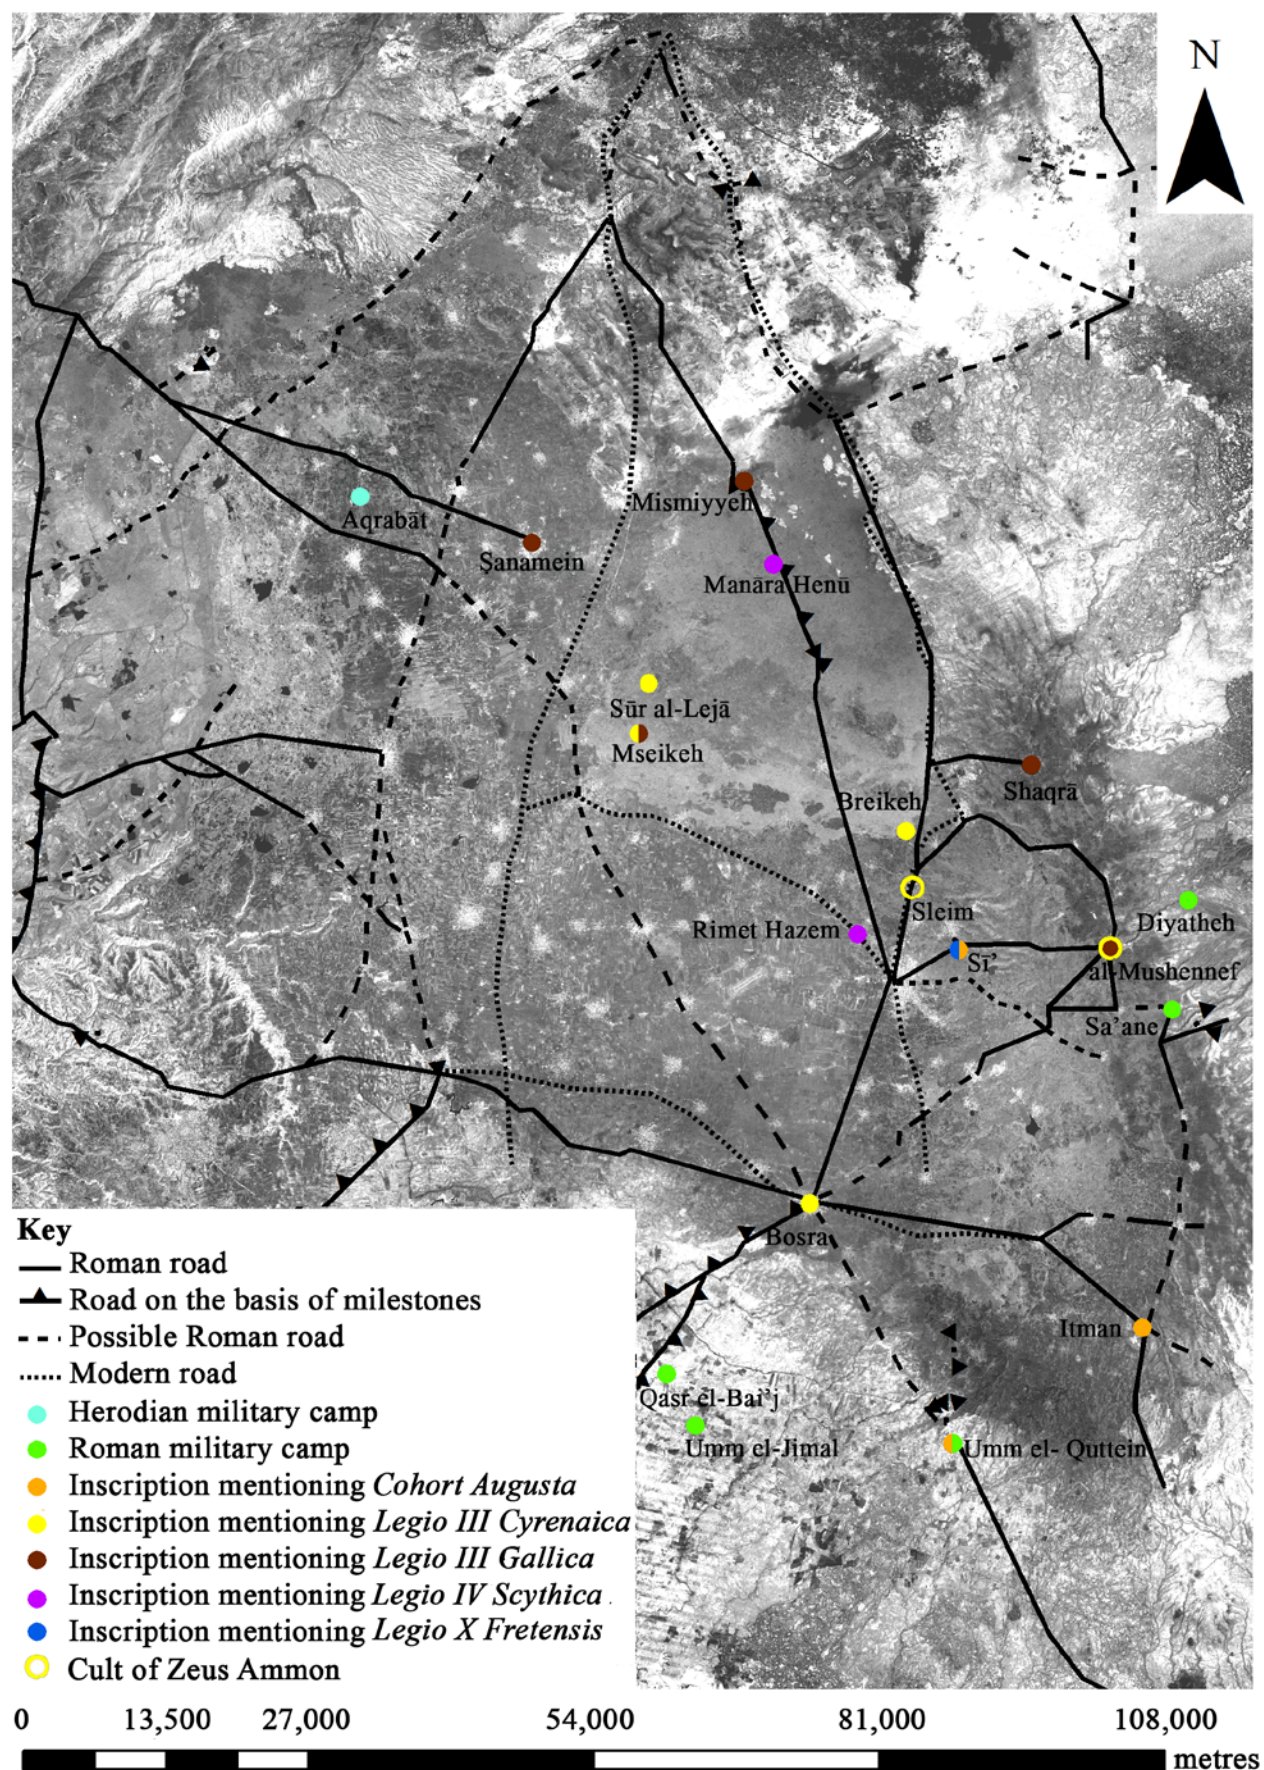 N
Mismiyyeh
Aqrabāt
Ṣanamein
Manāra Henū
Sūr al-Lejā
Mseikeh
Shaqrā
Breikeh
Sleim
Diyatheh
Rimet Hazem
Sī'
al-Mushennef
Sa'ane
Bosra
Itman
Qasr el-Bai'j
Umm el-Jimal
Umm el- Quttein
Key
Roman road
Road on the basis of milestones
Possible Roman road
Modern road
Herodian military camp
Roman military camp
Inscription mentioning Cohort Augusta
Inscription mentioning Legio III Cyrenaica
Inscription mentioning Legio III Gallica
Inscription mentioning Legio IV Scythica
Inscription mentioning Legio X Fretensis
Cult of Zeus Ammon
0 13,500 27,000 54,000 81,000 108,000
metres